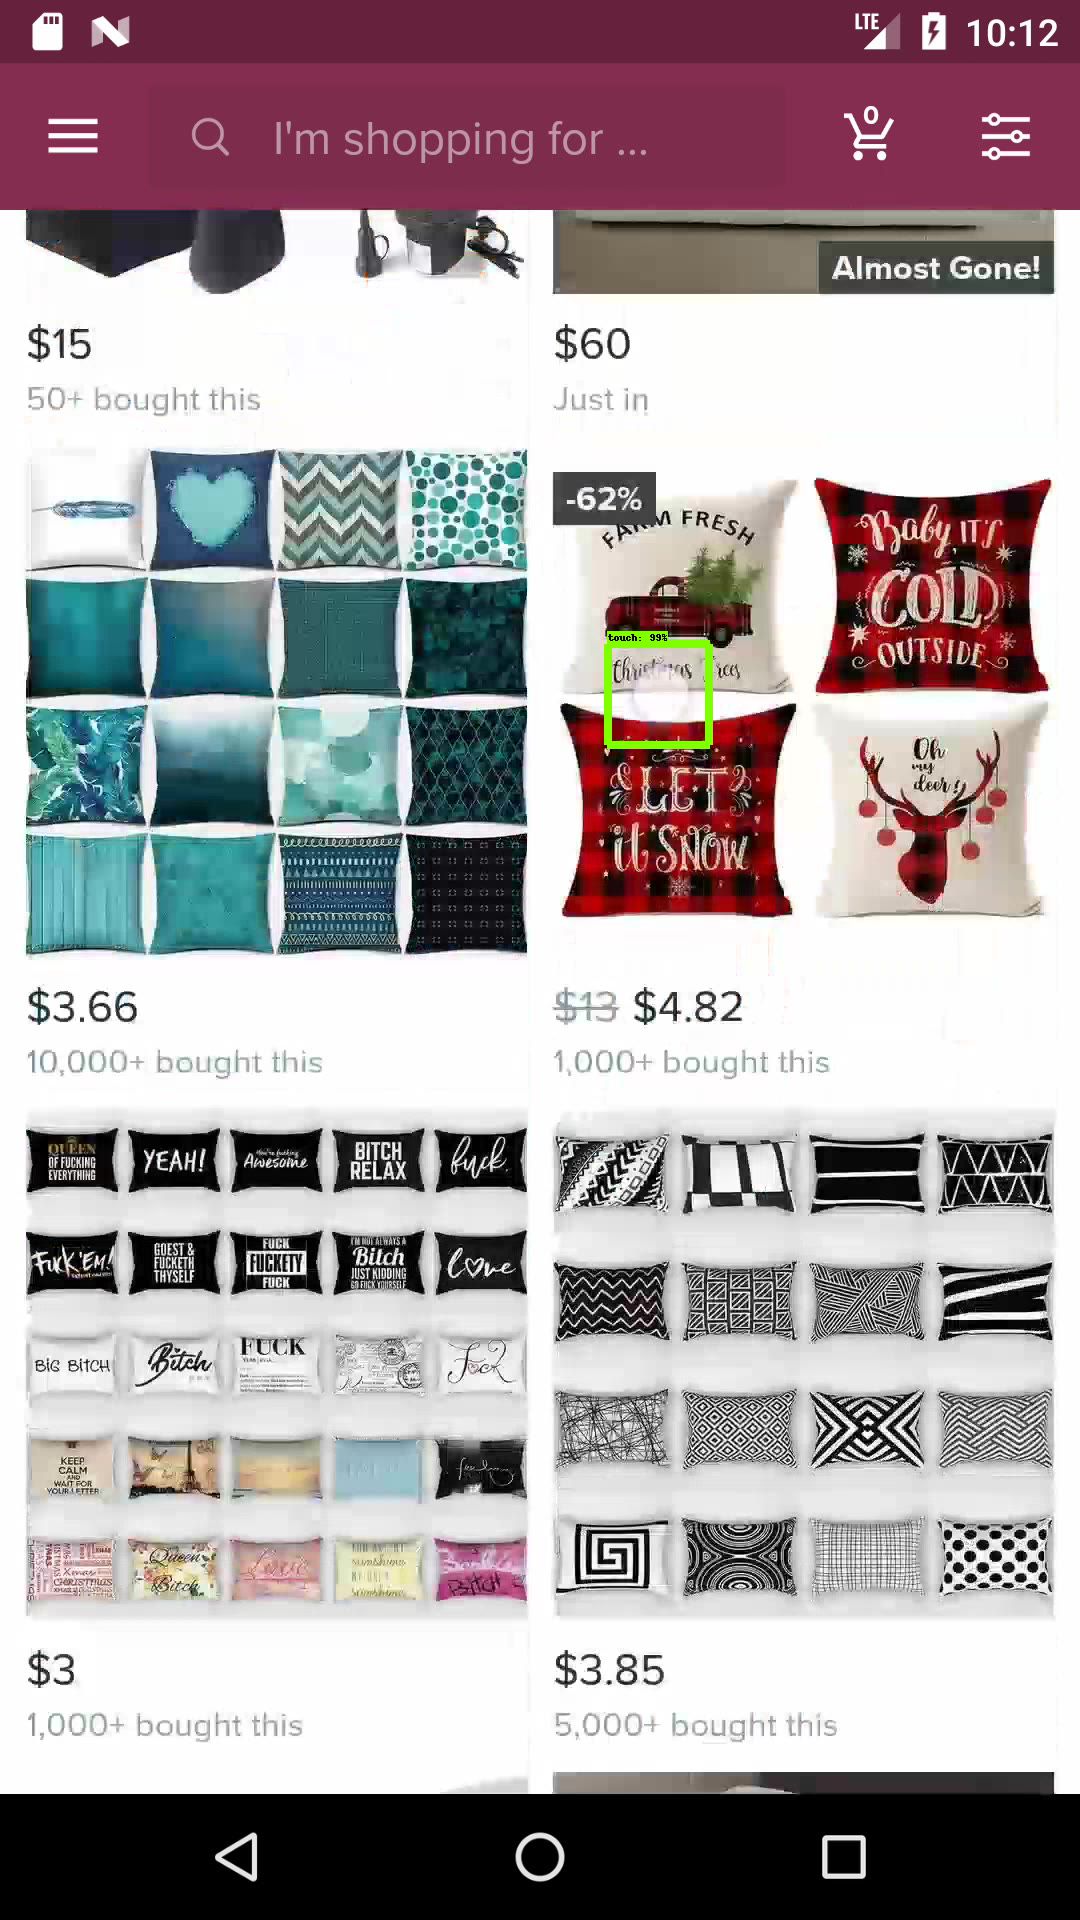 LTE 10:12
I'm shopping for ...
0
Almost Gone!
$15
$60
50+ bought this
Just in
-62%
FARM FRESH
Christmas Trees
Baby, IT'S
COLD
OUTSIDE
touch: 99%
LET
it SNOW
Oh
my
deer!
$3.66
$13 $4.82
10,000+ bought this
1,000+ bought this
QUEEN
OF FUCKING
EVERYTHING
YEAH!
You're fucking
Awesome
BITCH
RELAX
fuck.
FUCK 'EM!
GOEST &
FUCKETH
THYSELF
FUCK
FUCKETY
FUCK
I'M NOT ALWAYS A
Bitch
JUST KIDDING
GO FUCK YOURSELF
love
BIG BITCH
Bitch
FUCK
Fuck
KEEP
CALM
AND
WAIT FOR
YOUR LETTER
Xmas
CHRISTMAS
Queen
Bitch
Love
sunshine
sunshine
Bitch
$3
$3.85
1,000+ bought this
5,000+ bought this